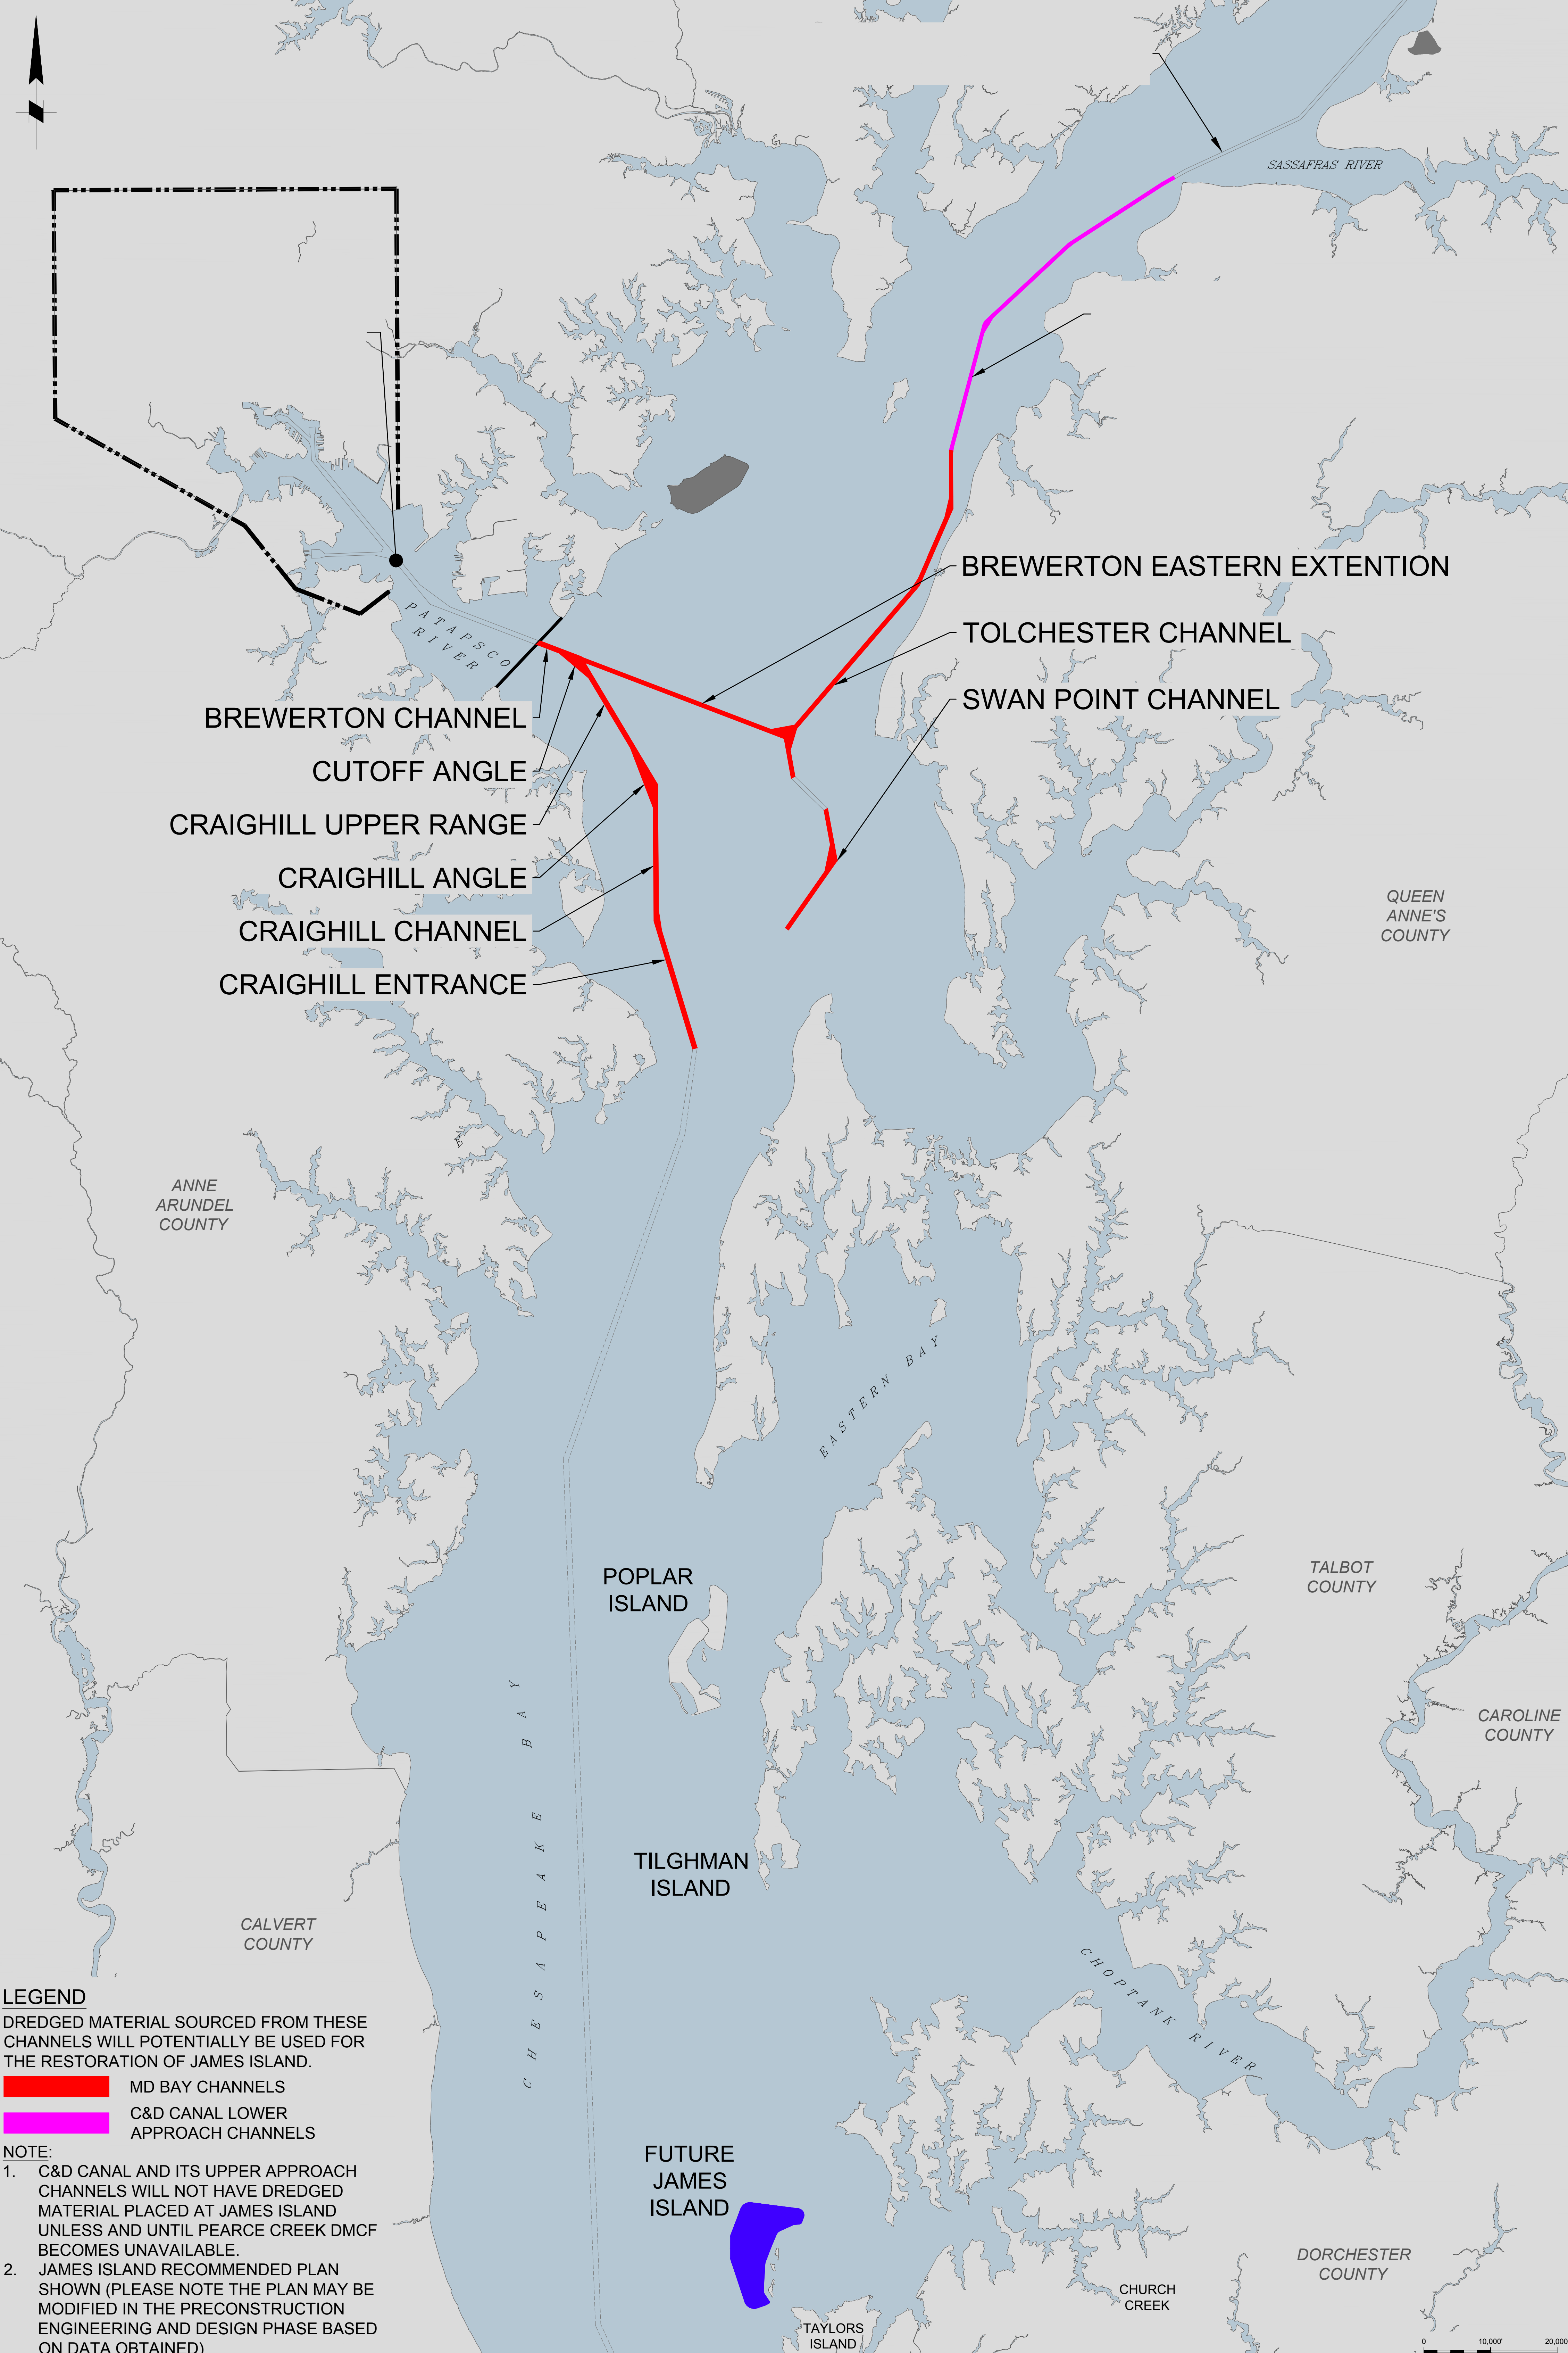 SASSAFRAS RIVER
BREWERTON EASTERN EXTENTION
TOLCHESTER CHANNEL
SWAN POINT CHANNEL
PATAPSCO
RIVER
BREWERTON CHANNEL
CUTOFF ANGLE
CRAIGHILL UPPER RANGE
CRAIGHILL ANGLE
CRAIGHILL CHANNEL
CRAIGHILL ENTRANCE
QUEEN
ANNE'S
COUNTY
E
ANNE
ARUNDEL
COUNTY
EASTERN BAY
POPLAR
ISLAND
TALBOT
COUNTY
CAROLINE
COUNTY
CHESAPEAKE BAY
TILGHMAN
ISLAND
CALVERT
COUNTY
CHOPTANK RIVER
FUTURE
JAMES
ISLAND
DORCHESTER
COUNTY
CHURCH
CREEK
TAYLORS
ISLAND
LEGEND
DREDGED MATERIAL SOURCED FROM THESE
CHANNELS WILL POTENTIALLY BE USED FOR
THE RESTORATION OF JAMES ISLAND.
MD BAY CHANNELS
C&D CANAL LOWER
APPROACH CHANNELS
NOTE:
1. C&D CANAL AND ITS UPPER APPROACH
CHANNELS WILL NOT HAVE DREDGED
MATERIAL PLACED AT JAMES ISLAND
UNLESS AND UNTIL PEARCE CREEK DMCF
BECOMES UNAVAILABLE.
2. JAMES ISLAND RECOMMENDED PLAN
SHOWN (PLEASE NOTE THE PLAN MAY BE
MODIFIED IN THE PRECONSTRUCTION
ENGINEERING AND DESIGN PHASE BASED
ON DATA OBTAINED)
0 10,000' 20,000